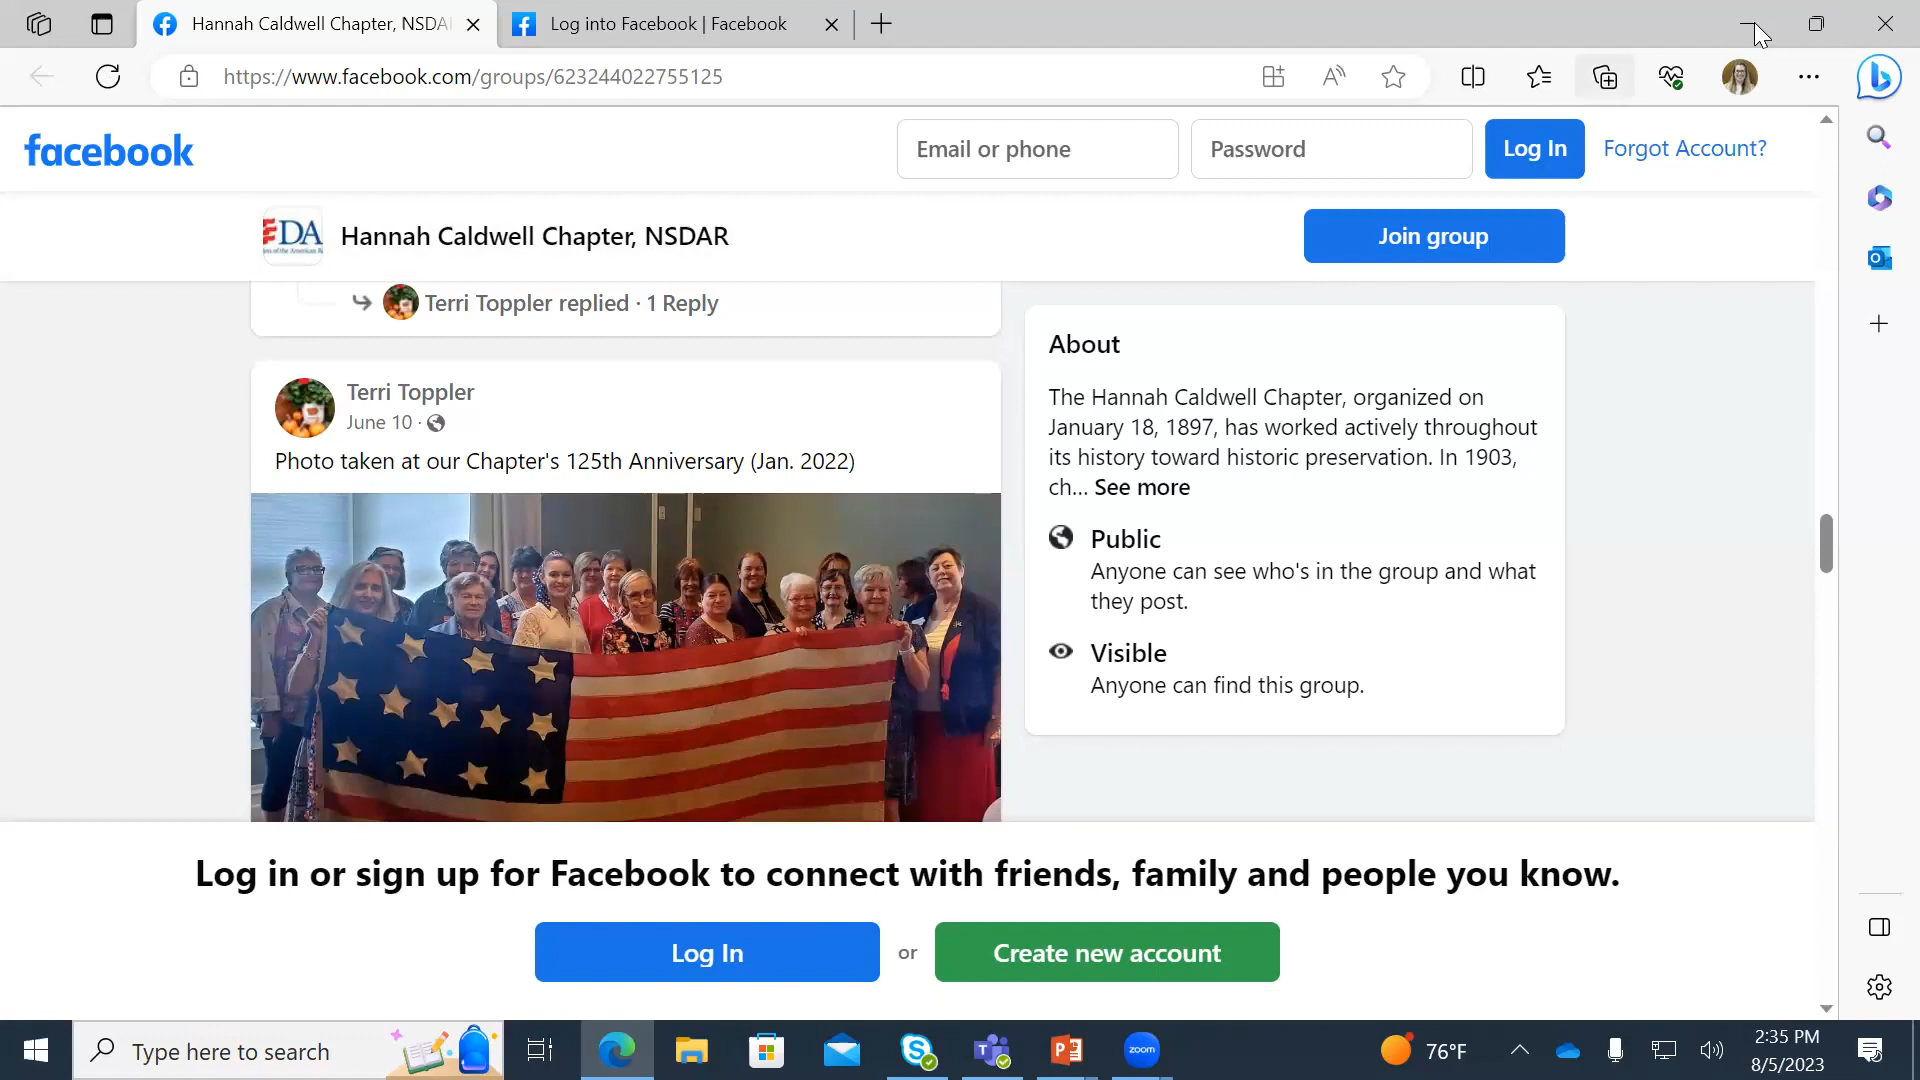 Hannah Caldwell Chapter, NSDA
Log into Facebook | Facebook
https://www.facebook.com/groups/623244022755125
facebook
Email or phone
Password
Log In
Forgot Account?
DA
Hannah Caldwell Chapter, NSDAR
Join group
Terri Toppler replied · 1 Reply
Terri Toppler
June 10 ·
Photo taken at our Chapter's 125th Anniversary (Jan. 2022)
About
The Hannah Caldwell Chapter, organized on
January 18, 1897, has worked actively throughout
its history toward historic preservation. In 1903,
ch... See more
Public
Anyone can see who's in the group and what
they post.
Visible
Anyone can find this group.
Log in or sign up for Facebook to connect with friends, family and people you know.
Log In
or
Create new account
Type here to search
zoom
76°F
2:35 PM
8/5/2023